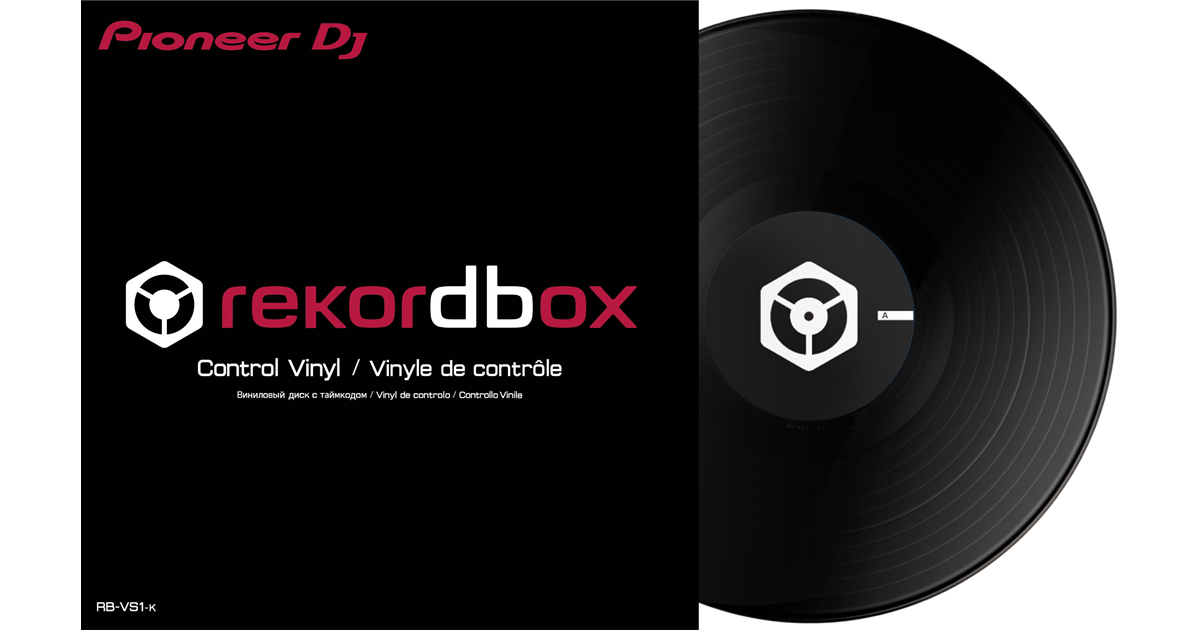 Pioneer Dj
rekordbox
Control Vinyl / Vinyle de contrôle
Виниловый диск с таймкодом / Vinyl de controlo / Controllo Vinile
A
RB-VS1-K